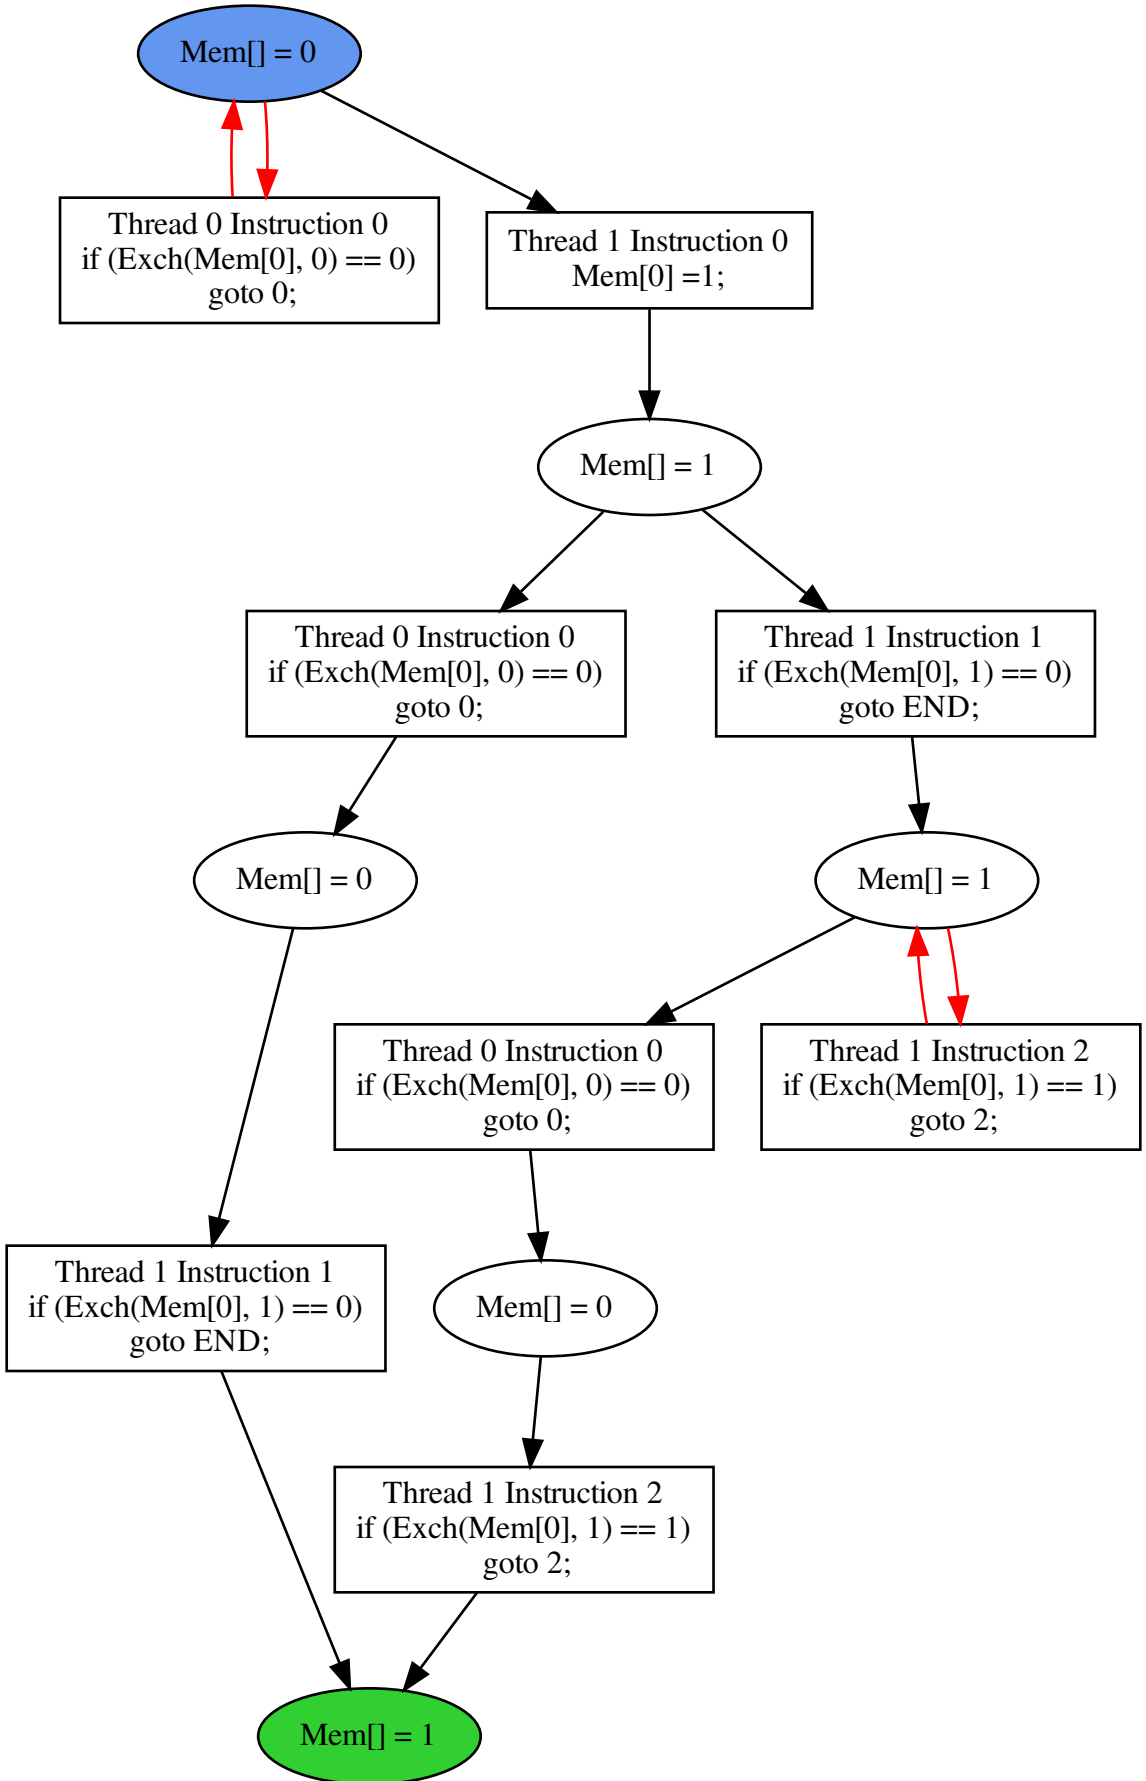 Mem[] = 0
Thread 0 Instruction 0
if (Exch(Mem[0], 0) == 0)
goto 0;
Thread 1 Instruction 0
Mem[0] =1;
Mem[] = 1
Thread 0 Instruction 0
if (Exch(Mem[0], 0) == 0)
goto 0;
Thread 1 Instruction 1
if (Exch(Mem[0], 1) == 0)
goto END;
Mem[] = 0
Mem[] = 1
Thread 0 Instruction 0
if (Exch(Mem[0], 0) == 0)
goto 0;
Thread 1 Instruction 2
if (Exch(Mem[0], 1) == 1)
goto 2;
Thread 1 Instruction 1
if (Exch(Mem[0], 1) == 0)
goto END;
Mem[] = 0
Thread 1 Instruction 2
if (Exch(Mem[0], 1) == 1)
goto 2;
Mem[] = 1